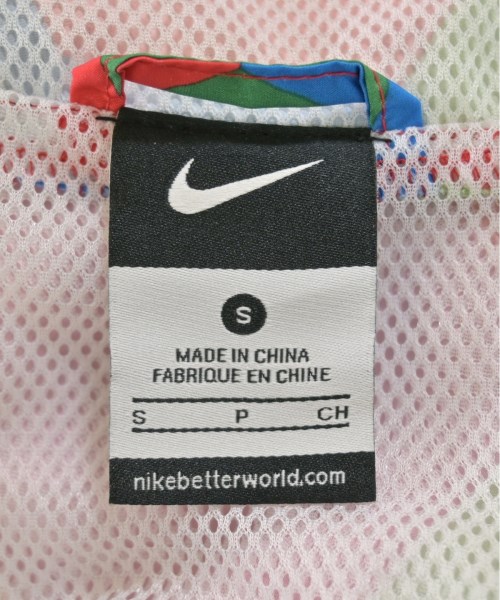 S
MADE IN CHINA
FABRIQUE EN CHINE
S P CH
nikebetterworld.com